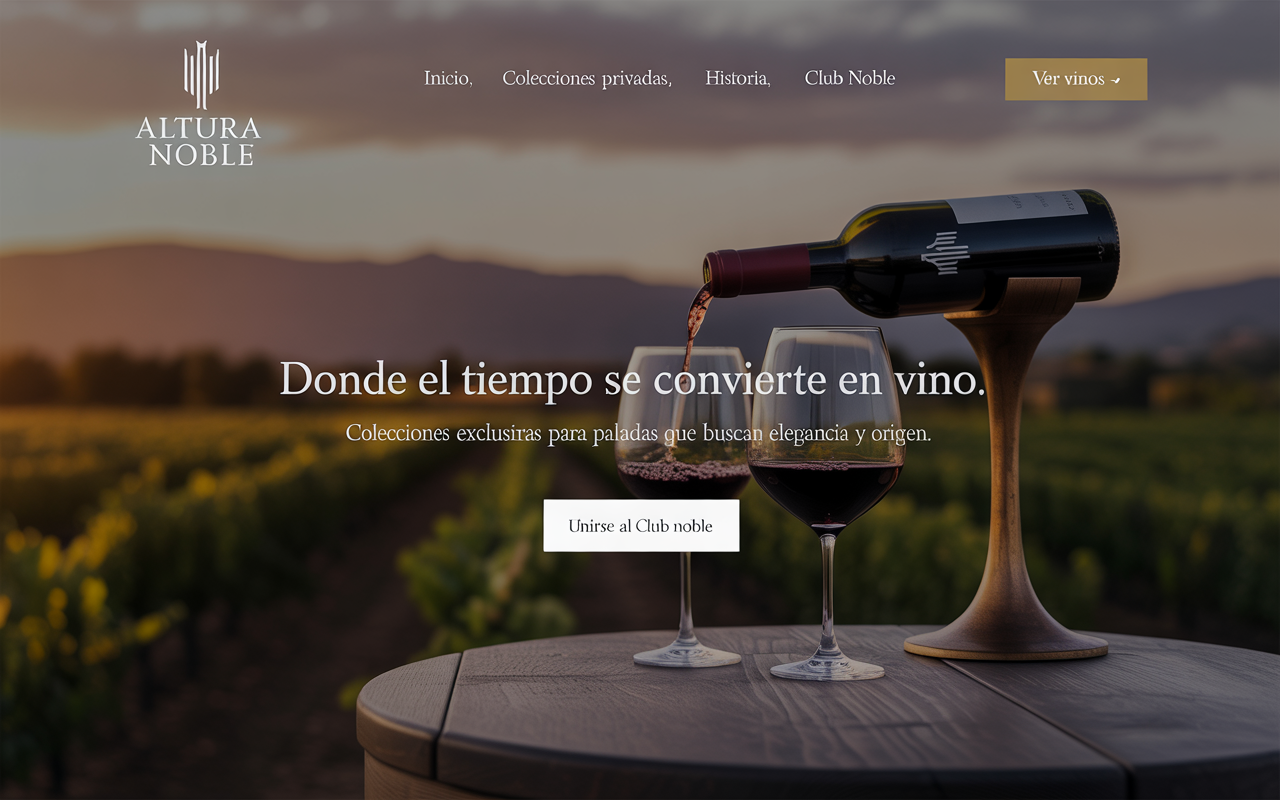 ALTURA
NOBLE
Inicio, Colecciones privadas, Historia, Club Noble
Ver vinos
Donde el tiempo se convierte en vino.
Colecciones exclusiras para paladas que buscan elegancia y origen.
Unirse al Club noble